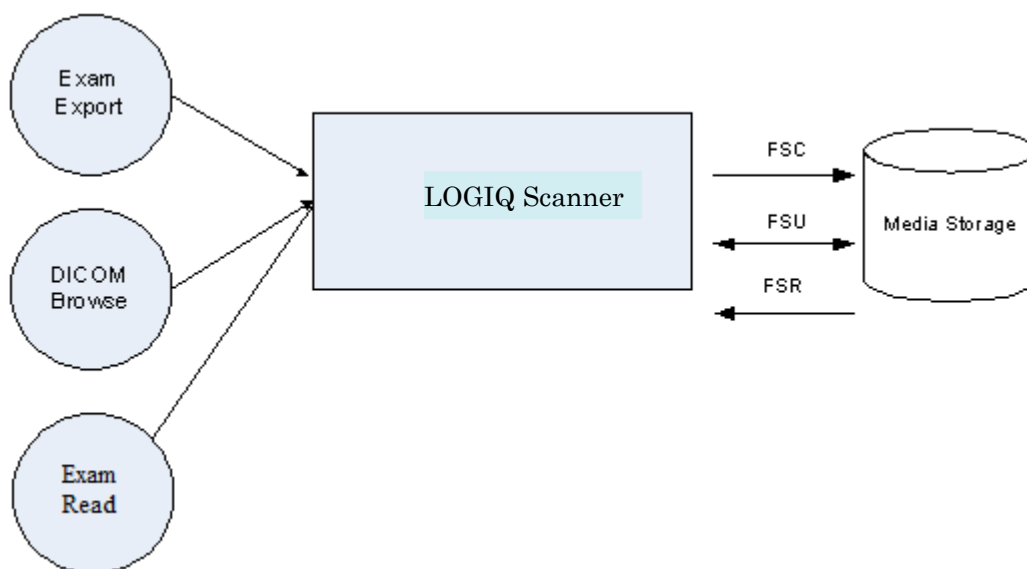 Exam
Export
LOGIQ Scanner
FSC
FSU
FSR
Media Storage
DICOM
Browse
Exam
Read